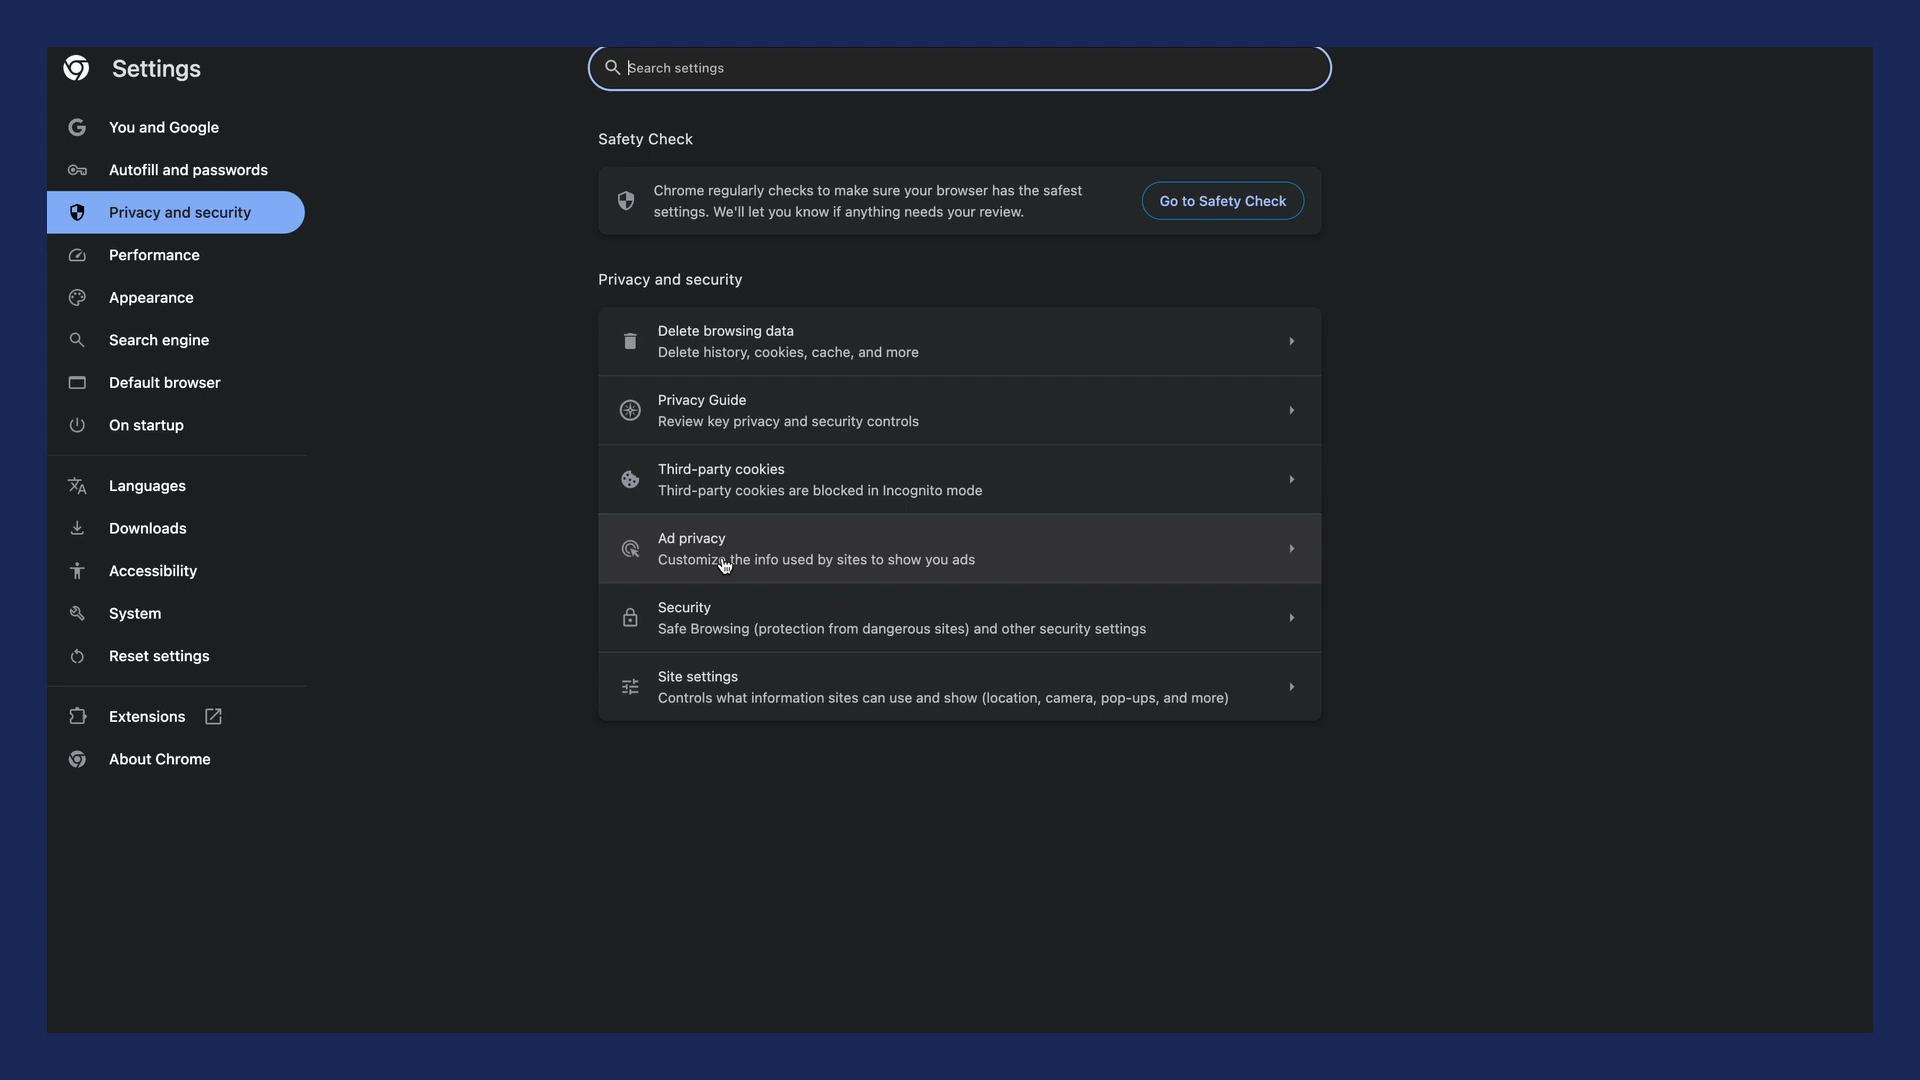 Settings
Search settings
You and Google
Autofill and passwords
Privacy and security
Performance
Appearance
Search engine
Default browser
On startup
Languages
Downloads
Accessibility
System
Reset settings
Extensions
About Chrome
Safety Check
Chrome regularly checks to make sure your browser has the safest
settings. We'll let you know if anything needs your review.
Go to Safety Check
Privacy and security
Delete browsing data
Delete history, cookies, cache, and more
Privacy Guide
Review key privacy and security controls
Third-party cookies
Third-party cookies are blocked in Incognito mode
Ad privacy
Customize the info used by sites to show you ads
Security
Safe Browsing (protection from dangerous sites) and other security settings
Site settings
Controls what information sites can use and show (location, camera, pop-ups, and more)